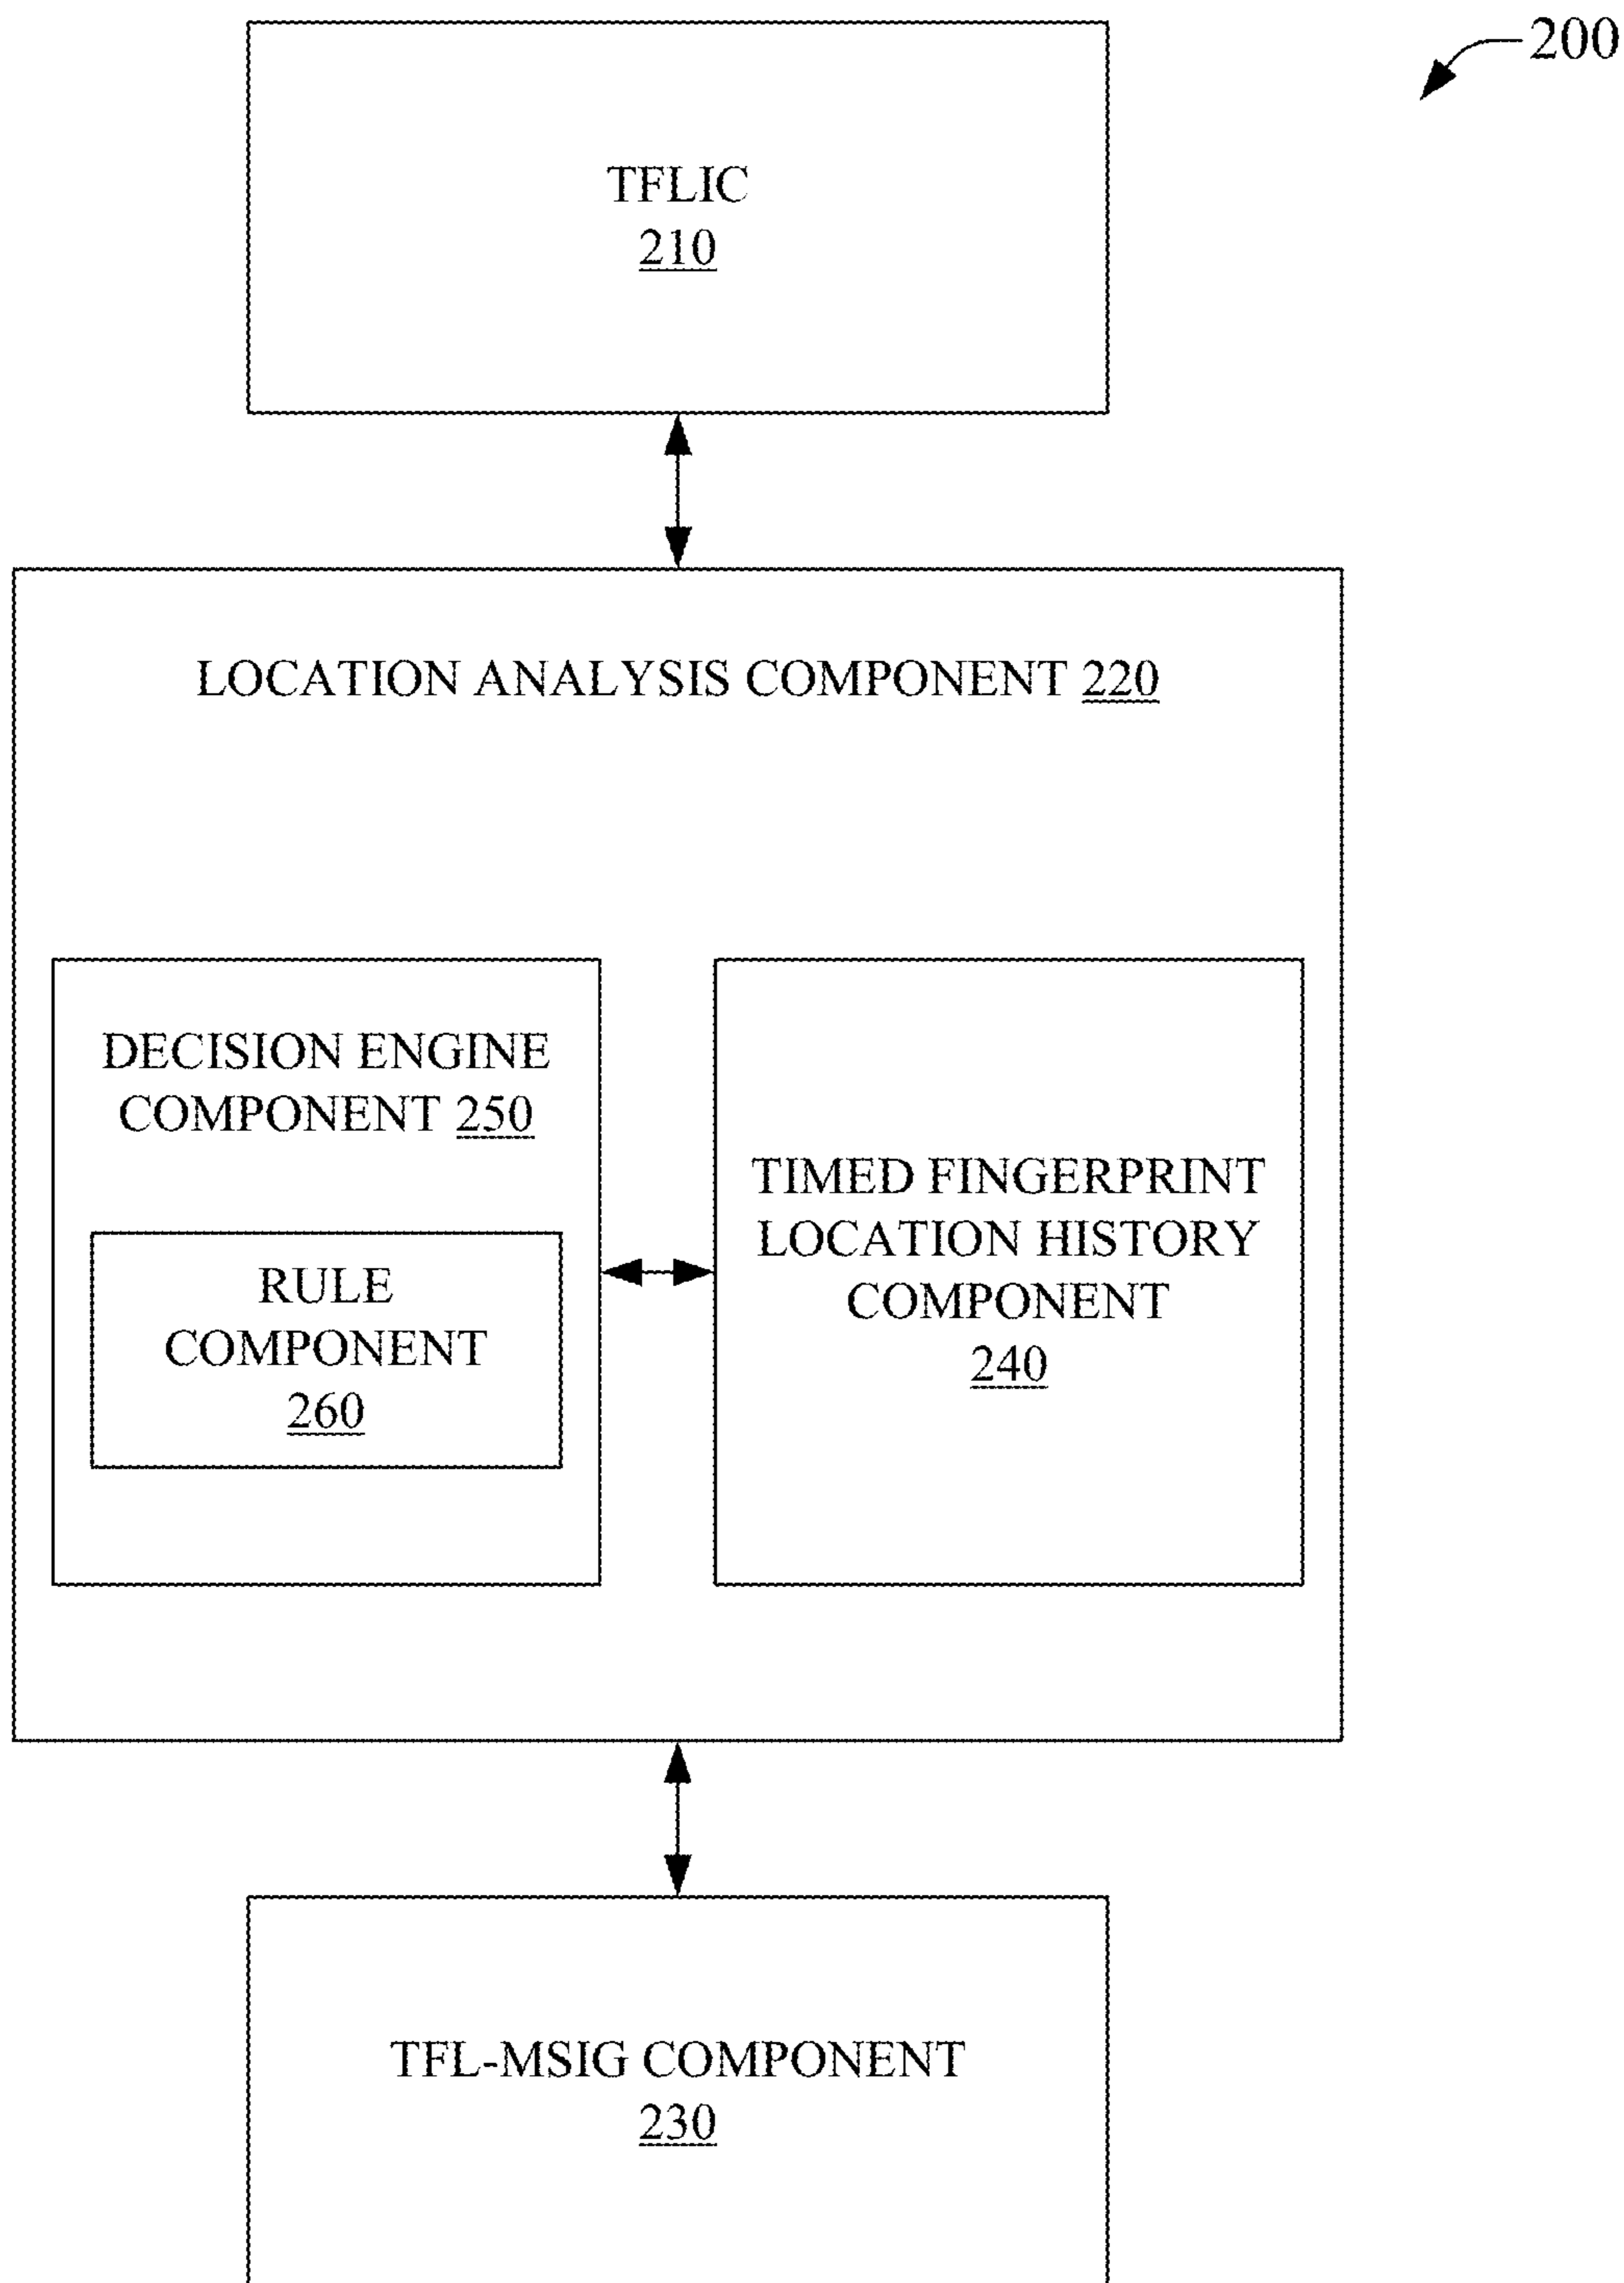 200
TFLIC
210
LOCATION ANALYSIS COMPONENT 220
DECISION ENGINE
COMPONENT 250
RULE
COMPONENT
260
TIMED FINGERPRINT
LOCATION HISTORY
COMPONENT
240
TFL-MSIG COMPONENT
230